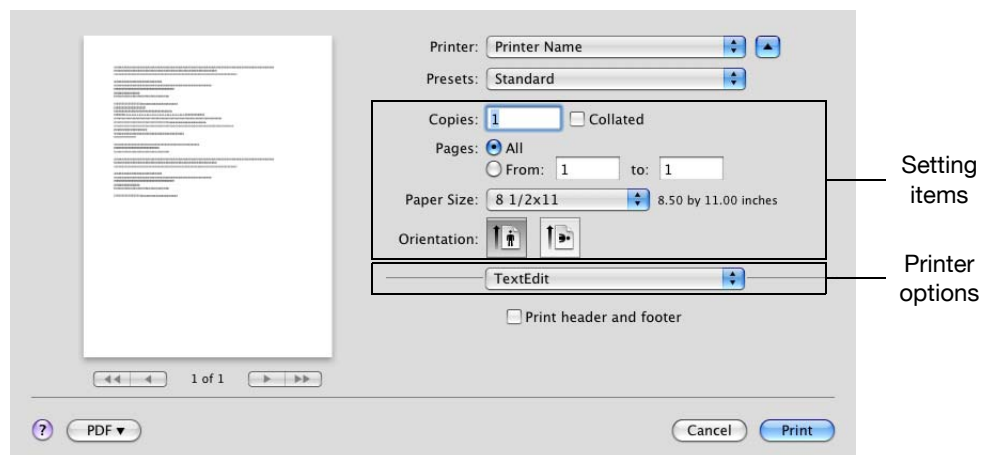 Printer: Printer Name
Presets: Standard
Copies: 1 Collated
Pages: All
From: 1 to: 1
Paper Size: 8 1/2x11 8.50 by 11.00 inches
Orientation:
TextEdit
Print header and footer
1 of 1
? PDF▼ Cancel Print
Setting
items
Printer
options